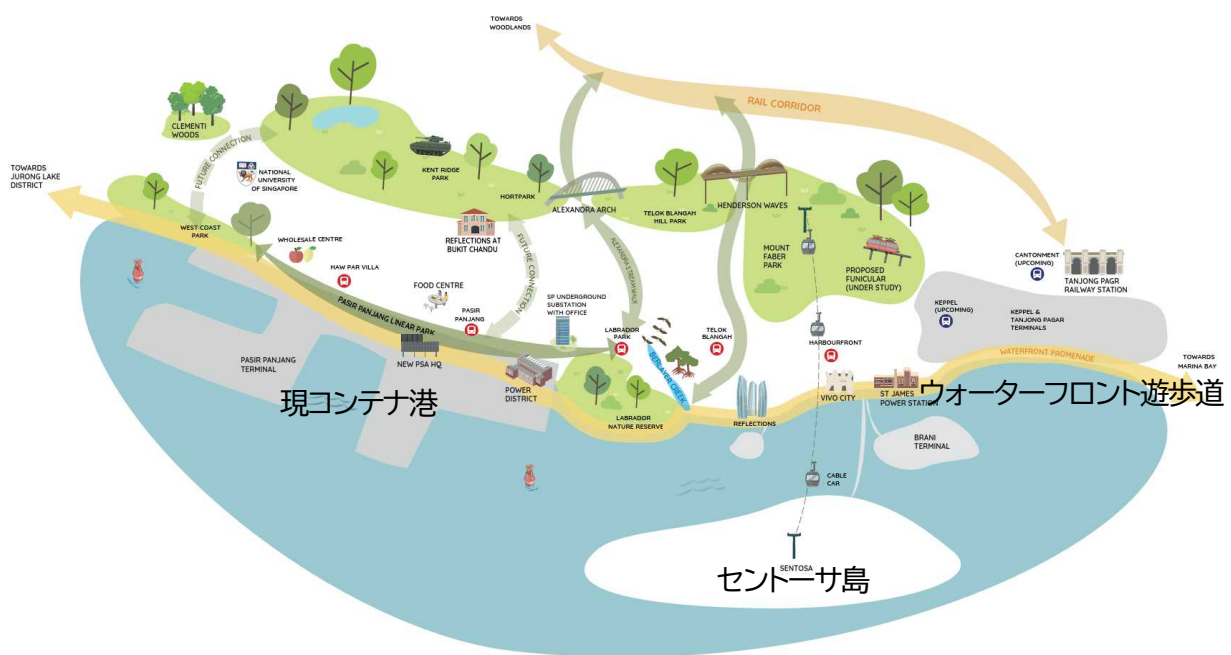 TOWARDS
WOODLANDS
RAIL CORRIDOR
CLEMENTI
WOODS
TOWARDS
JURONG LAKE
DISTRICT
FUTURE CONNECTION
NATIONAL
UNIVERSITY
OF SINGAPORE
KENT RIDGE
PARK
HORTPARK
ALEXANDRA ARCH
TELOK BLANGAH
HILL PARK
HENDERSON WAVES
WEST COAST
PARK
WHOLESALE CENTRE
REFLECTIONS AT
BUKIT CHANDU
FUTURE CONNECTION
ALEXANDRA STREAM WALK
MOUNT
FABER
PARK
PROPOSED
FUNICULAR
(UNDER STUDY)
CANTONMENT
(UPCOMING)
TANJONG PAGR
RAILWAY STATION
HAW PAR VILLA
FOOD CENTRE
PASIR
PANJANG
SP UNDERGROUND
SUBSTATION
WITH OFFICE
PASIR PANJANG LINEAR PARK
LABRADOR
PARK
TELOK
BLANGAH
KEPPEL
(UPCOMING)
KEPPEL &
TANJONG PAGAR
TERMINALS
HARBOURFRONT
BERLAYER CREEK
WATERFRONT PROMENADE
TOWARDS
MARINA BAY
PASIR PANJANG
TERMINAL
NEW PSA HQ
POWER
DISTRICT
現コンテナ港
LABRADOR
NATURE RESERVE
REFLECTIONS
VIVO CITY
ST JAMES
POWER STATION
ウォーターフロント遊歩道
BRANI
TERMINAL
CABLE
CAR
SENTOSA
セントーサ島